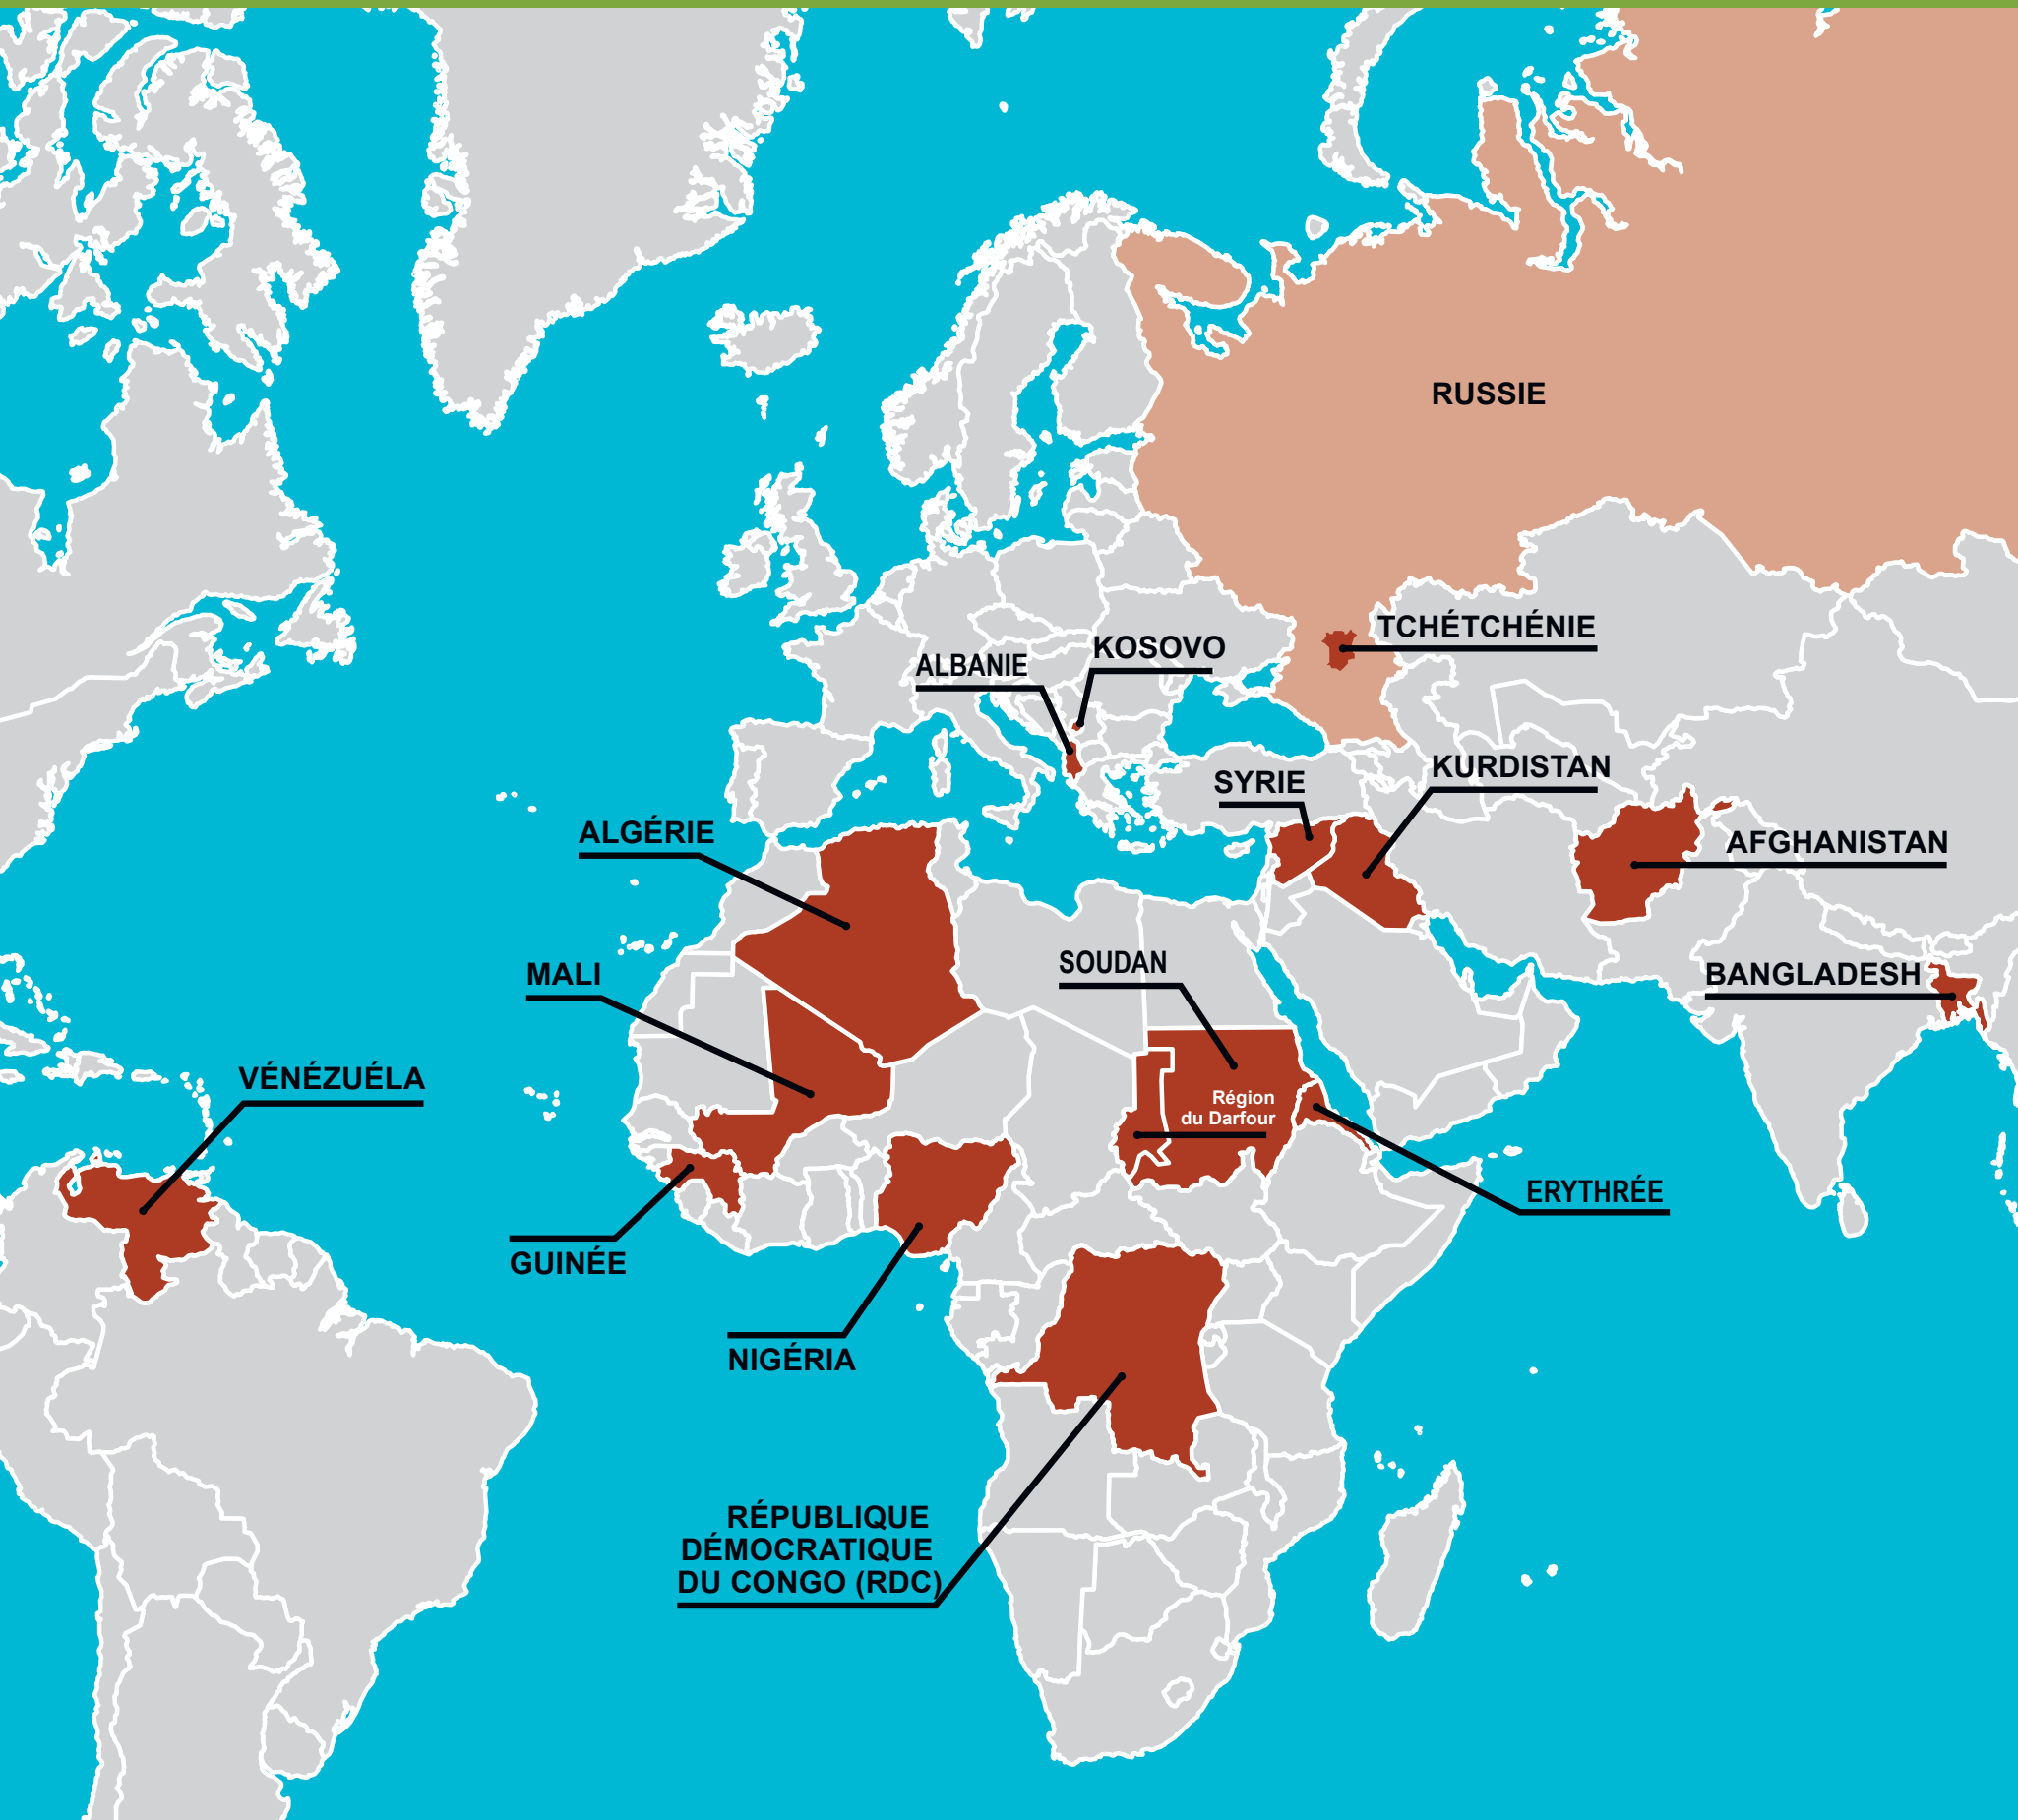 RUSSIE
TCHÉTCHÉNIE
KOSOVO
ALBANIE
KURDISTAN
SYRIE
ALGÉRIE
AFGHANISTAN
SOUDAN
MALI
BANGLADESH
VÉNÉZUÉLA
Région
du Darfour
ERYTHRÉE
GUINÉE
NIGÉRIA
RÉPUBLIQUE
DÉMOCRATIQUE
DU CONGO (RDC)